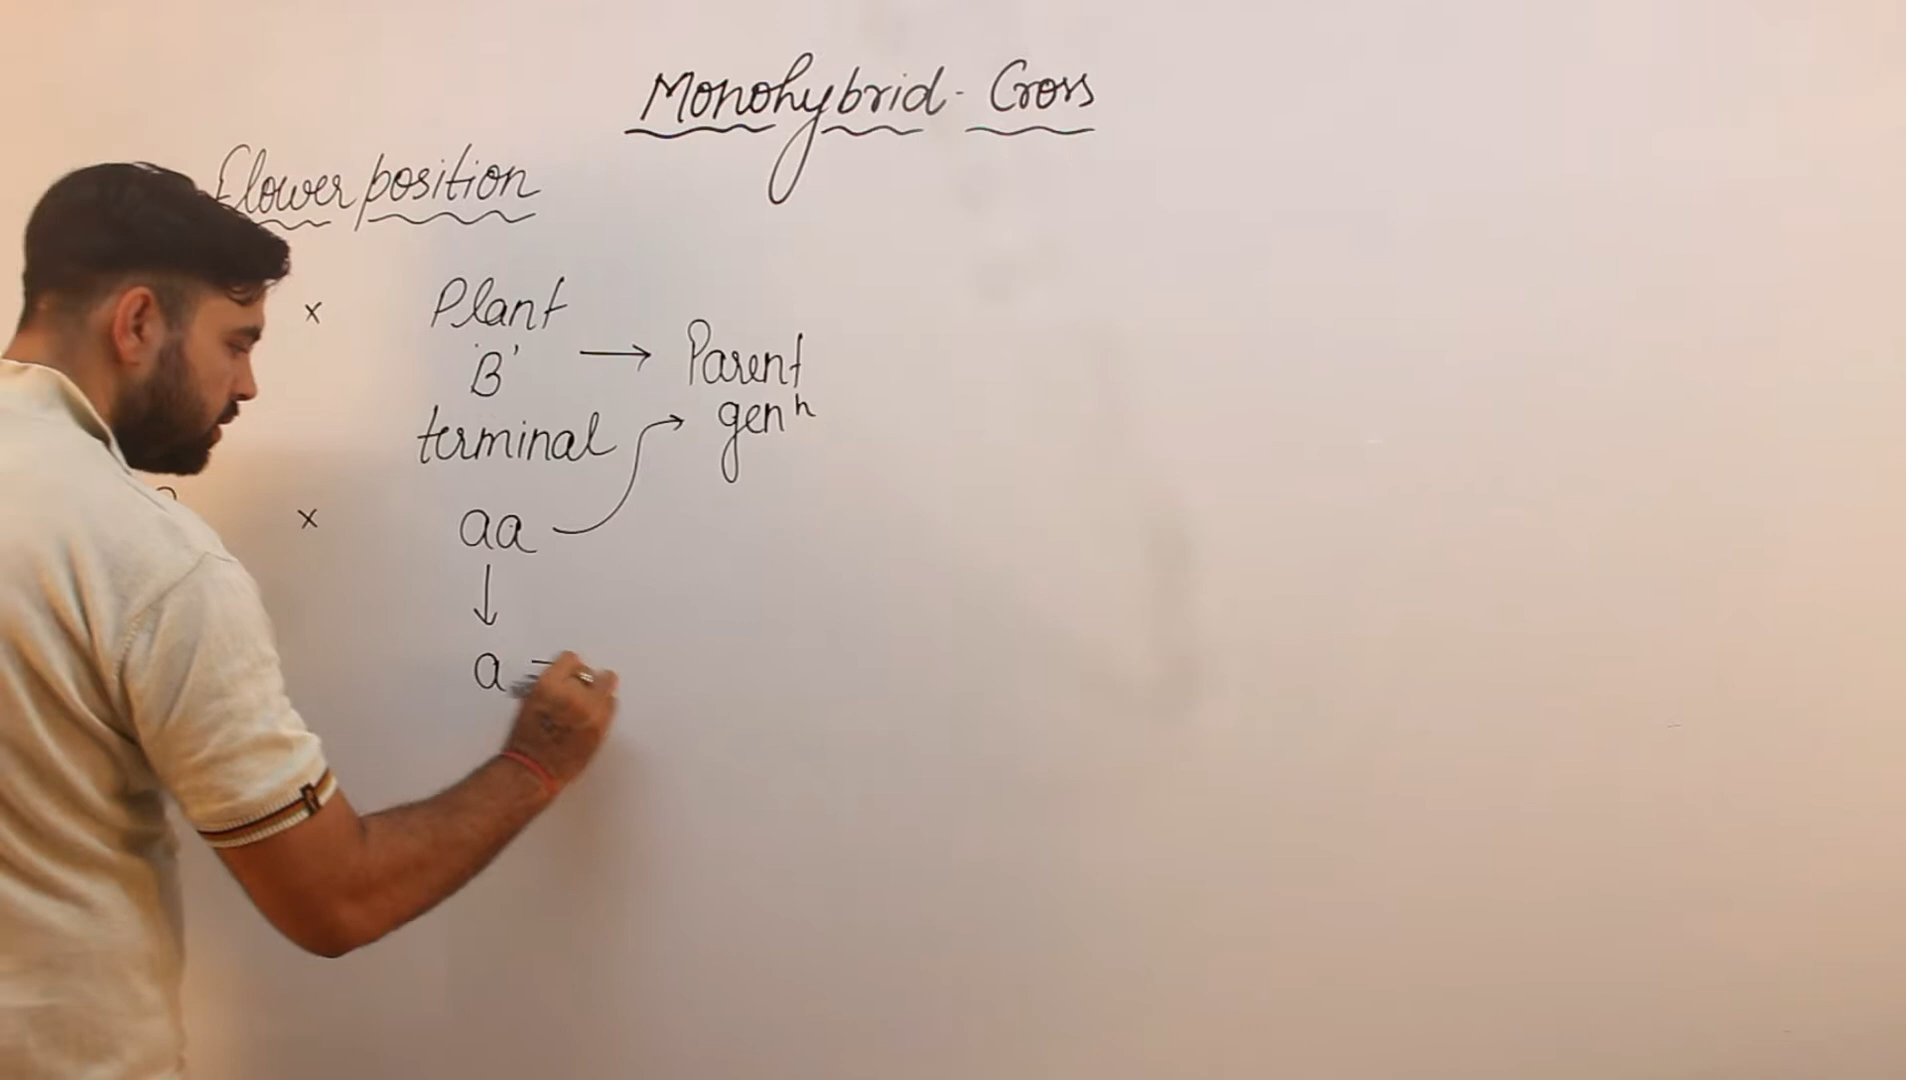 Monohybrid - Cross
Flower position
x Plant
'B' → Parent
terminal → genⁿ
x aa
↓
a